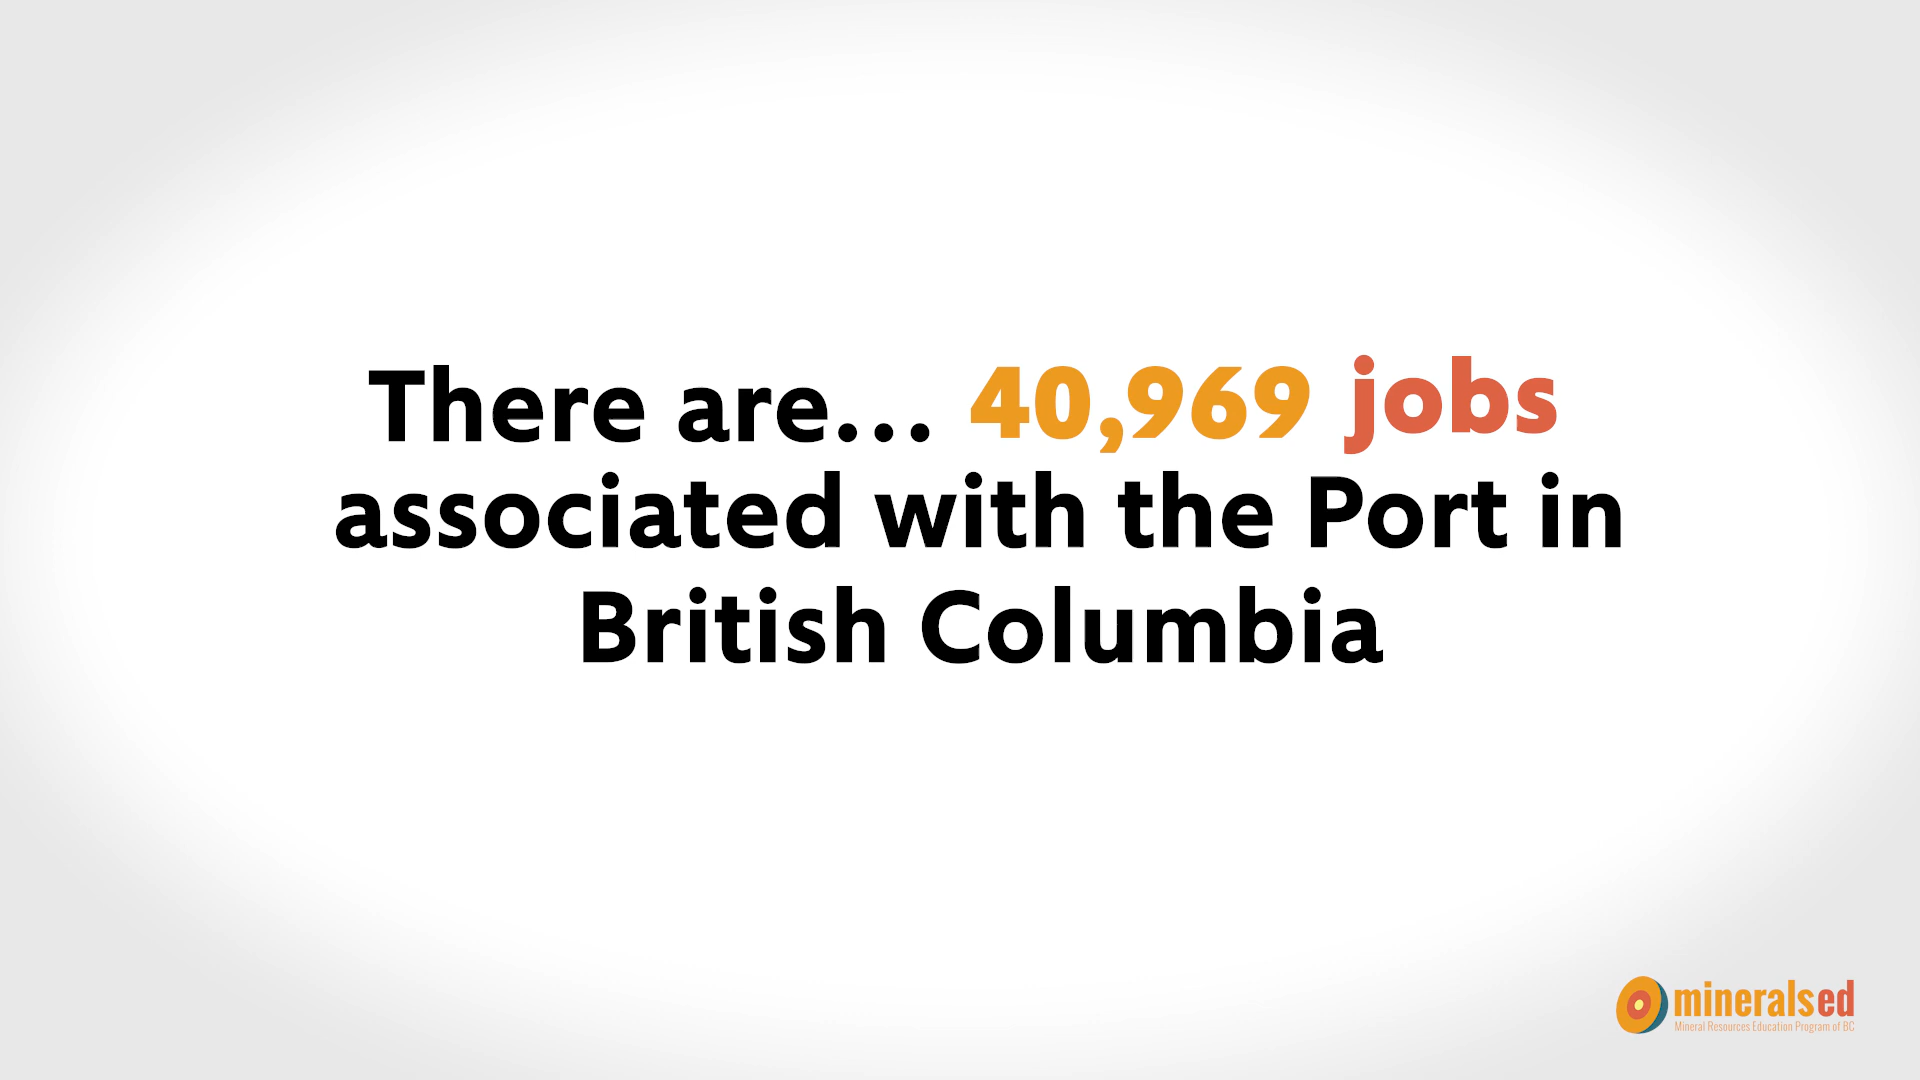 There are... 40,969 jobs
associated with the Port in
British Columbia
mineralsed
Mineral Resources Education Program of BC